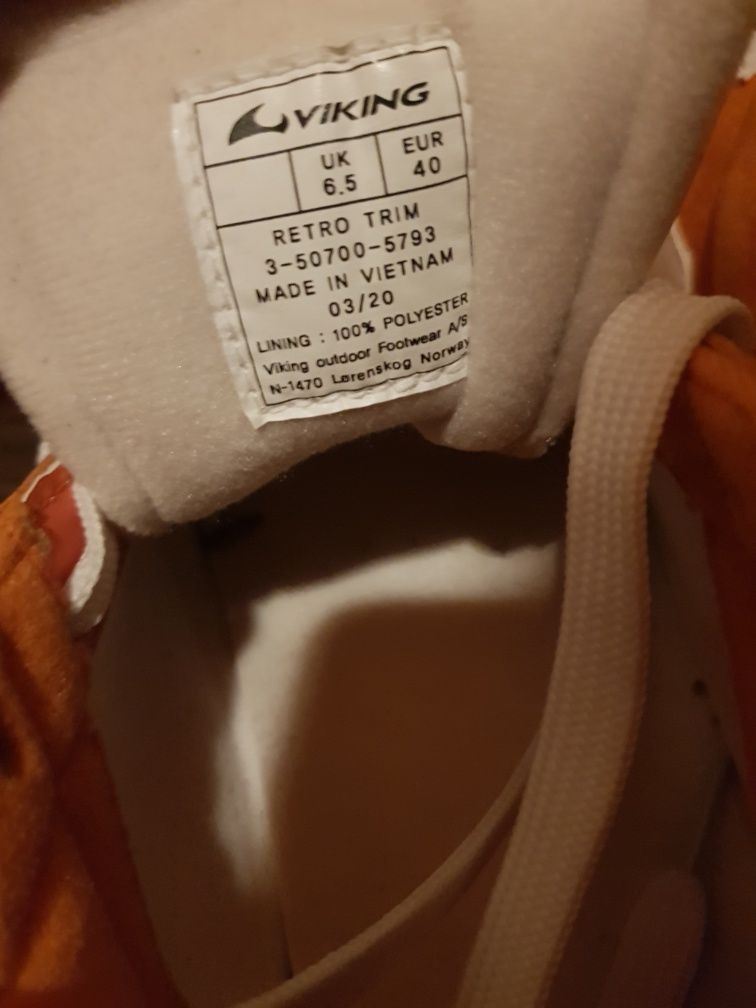 VIKING
UK EUR
6.5 40
RETRO TRIM
3-50700-5793
MADE IN VIETNAM
03/20
LINING : 100% POLYESTER
Viking outdoor Footwear A/S
N-1470 Lørenskog Norway